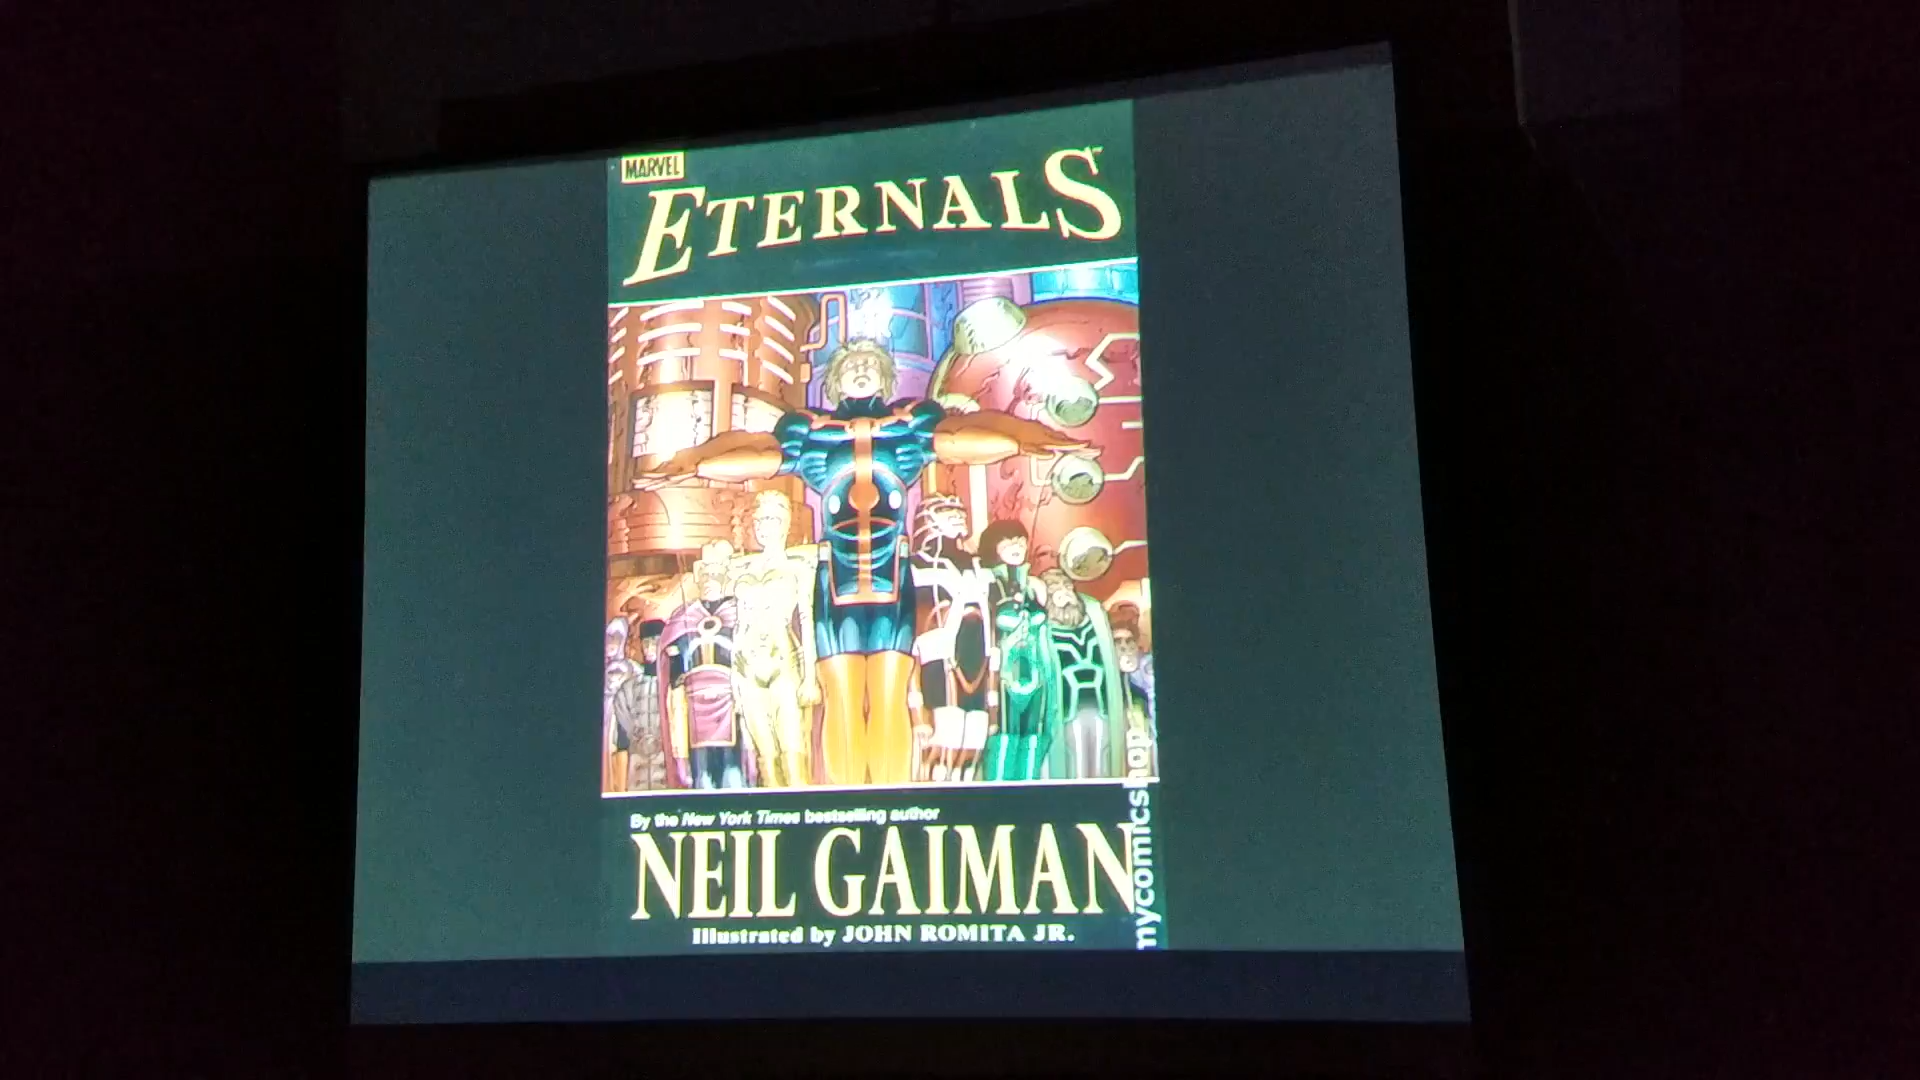 MARVEL
ETERNALS
By the New York Times bestselling author
NEIL GAIMAN
Illustrated by JOHN ROMITA JR.
mycomicshop